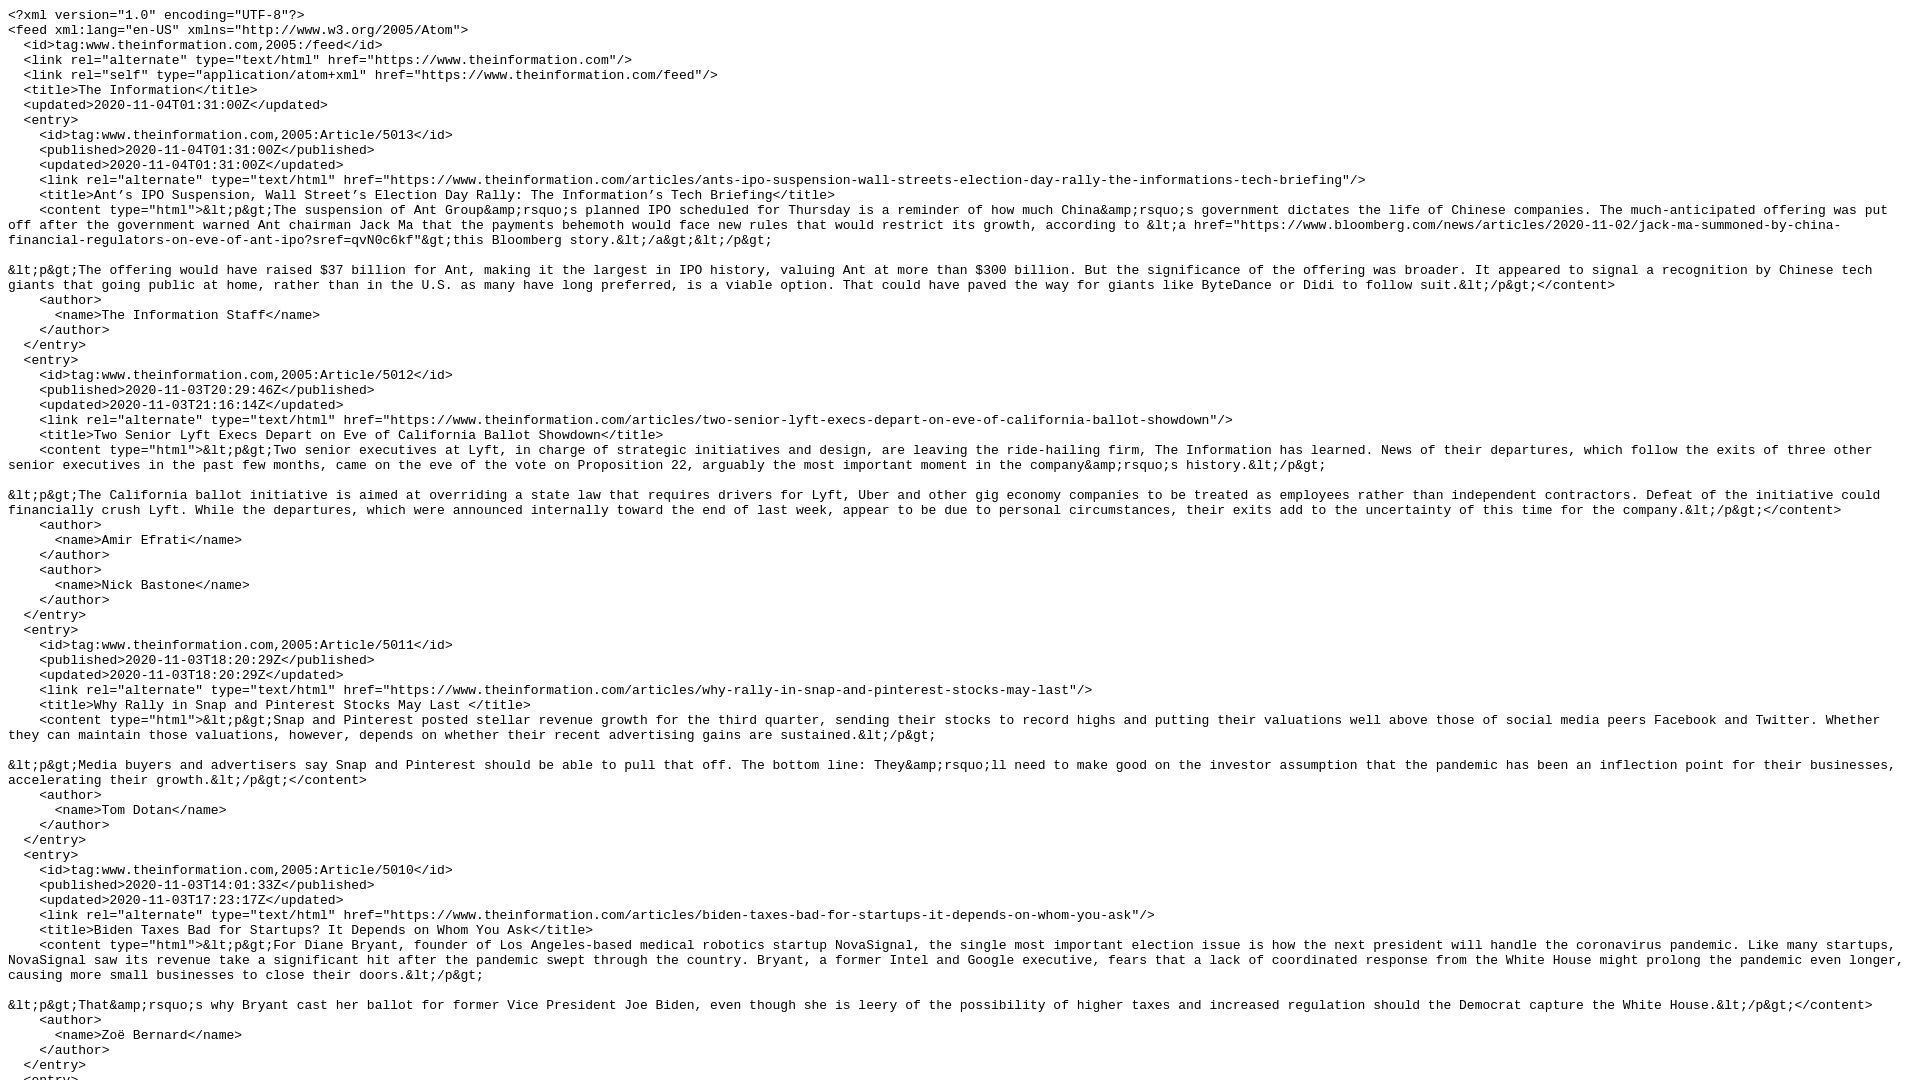 <?xml version="1.0" encoding="UTF-8"?>
<feed xml:lang="en-US" xmlns="http://www.w3.org/2005/Atom">
  <id>tag:www.theinformation.com,2005:/feed</id>
  <link rel="alternate" type="text/html" href="https://www.theinformation.com"/>
  <link rel="self" type="application/atom+xml" href="https://www.theinformation.com/feed"/>
  <title>The Information</title>
  <updated>2020-11-04T01:31:00Z</updated>
  <entry>
    <id>tag:www.theinformation.com,2005:Article/5013</id>
    <published>2020-11-04T01:31:00Z</published>
    <updated>2020-11-04T01:31:00Z</updated>
    <link rel="alternate" type="text/html" href="https://www.theinformation.com/articles/ants-ipo-suspension-wall-streets-election-day-rally-the-informations-tech-briefing"/>
    <title>Ant’s IPO Suspension, Wall Street’s Election Day Rally: The Information’s Tech Briefing</title>
    <content type="html">&lt;p&gt;The suspension of Ant Group&amp;rsquo;s planned IPO scheduled for Thursday is a reminder of how much China&amp;rsquo;s government dictates the life of Chinese companies. The much-anticipated offering was put
off after the government warned Ant chairman Jack Ma that the payments behemoth would face new rules that would restrict its growth, according to &lt;a href="https://www.bloomberg.com/news/articles/2020-11-02/jack-ma-summoned-by-china-
financial-regulators-on-eve-of-ant-ipo?sref=qvN0c6kf"&gt;this Bloomberg story.&lt;/a&gt;&lt;/p&gt;

&lt;p&gt;The offering would have raised $37 billion for Ant, making it the largest in IPO history, valuing Ant at more than $300 billion. But the significance of the offering was broader. It appeared to signal a recognition by Chinese tech
giants that going public at home, rather than in the U.S. as many have long preferred, is a viable option. That could have paved the way for giants like ByteDance or Didi to follow suit.&lt;/p&gt;</content>
    <author>
      <name>The Information Staff</name>
    </author>
  </entry>
  <entry>
    <id>tag:www.theinformation.com,2005:Article/5012</id>
    <published>2020-11-03T20:29:46Z</published>
    <updated>2020-11-03T21:16:14Z</updated>
    <link rel="alternate" type="text/html" href="https://www.theinformation.com/articles/two-senior-lyft-execs-depart-on-eve-of-california-ballot-showdown"/>
    <title>Two Senior Lyft Execs Depart on Eve of California Ballot Showdown</title>
    <content type="html">&lt;p&gt;Two senior executives at Lyft, in charge of strategic initiatives and design, are leaving the ride-hailing firm, The Information has learned. News of their departures, which follow the exits of three other
senior executives in the past few months, came on the eve of the vote on Proposition 22, arguably the most important moment in the company&amp;rsquo;s history.&lt;/p&gt;

&lt;p&gt;The California ballot initiative is aimed at overriding a state law that requires drivers for Lyft, Uber and other gig economy companies to be treated as employees rather than independent contractors. Defeat of the initiative could
financially crush Lyft. While the departures, which were announced internally toward the end of last week, appear to be due to personal circumstances, their exits add to the uncertainty of this time for the company.&lt;/p&gt;</content>
    <author>
      <name>Amir Efrati</name>
    </author>
    <author>
      <name>Nick Bastone</name>
    </author>
  </entry>
  <entry>
    <id>tag:www.theinformation.com,2005:Article/5011</id>
    <published>2020-11-03T18:20:29Z</published>
    <updated>2020-11-03T18:20:29Z</updated>
    <link rel="alternate" type="text/html" href="https://www.theinformation.com/articles/why-rally-in-snap-and-pinterest-stocks-may-last"/>
    <title>Why Rally in Snap and Pinterest Stocks May Last </title>
    <content type="html">&lt;p&gt;Snap and Pinterest posted stellar revenue growth for the third quarter, sending their stocks to record highs and putting their valuations well above those of social media peers Facebook and Twitter. Whether
they can maintain those valuations, however, depends on whether their recent advertising gains are sustained.&lt;/p&gt;

&lt;p&gt;Media buyers and advertisers say Snap and Pinterest should be able to pull that off. The bottom line: They&amp;rsquo;ll need to make good on the investor assumption that the pandemic has been an inflection point for their businesses,
accelerating their growth.&lt;/p&gt;</content>
    <author>
      <name>Tom Dotan</name>
    </author>
  </entry>
  <entry>
    <id>tag:www.theinformation.com,2005:Article/5010</id>
    <published>2020-11-03T14:01:33Z</published>
    <updated>2020-11-03T17:23:17Z</updated>
    <link rel="alternate" type="text/html" href="https://www.theinformation.com/articles/biden-taxes-bad-for-startups-it-depends-on-whom-you-ask"/>
    <title>Biden Taxes Bad for Startups? It Depends on Whom You Ask</title>
    <content type="html">&lt;p&gt;For Diane Bryant, founder of Los Angeles-based medical robotics startup NovaSignal, the single most important election issue is how the next president will handle the coronavirus pandemic. Like many startups,
NovaSignal saw its revenue take a significant hit after the pandemic swept through the country. Bryant, a former Intel and Google executive, fears that a lack of coordinated response from the White House might prolong the pandemic even longer,
causing more small businesses to close their doors.&lt;/p&gt;

&lt;p&gt;That&amp;rsquo;s why Bryant cast her ballot for former Vice President Joe Biden, even though she is leery of the possibility of higher taxes and increased regulation should the Democrat capture the White House.&lt;/p&gt;</content>
    <author>
      <name>Zoë Bernard</name>
    </author>
  </entry>
  <entry>